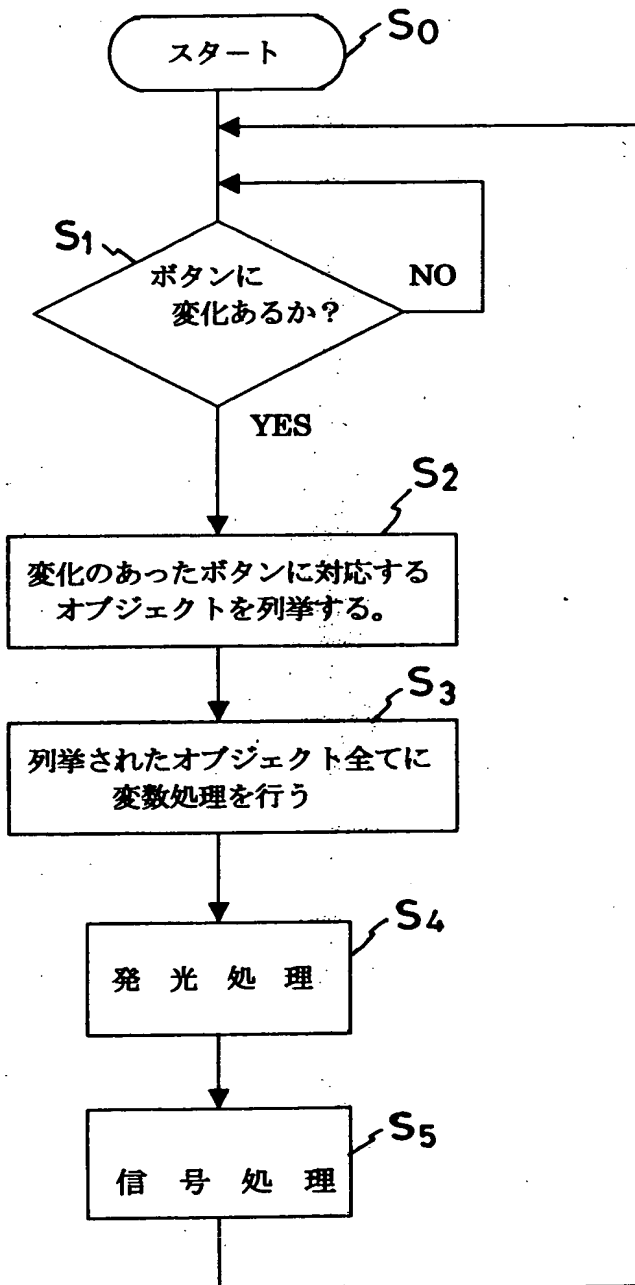 スタート
S0
S1
ボタンに
変化あるか？
NO
YES
S2
変化のあったボタンに対応する
オブジェクトを列挙する。
S3
列挙されたオブジェクト全てに
変数処理を行う
S4
発光処理
S5
信号処理